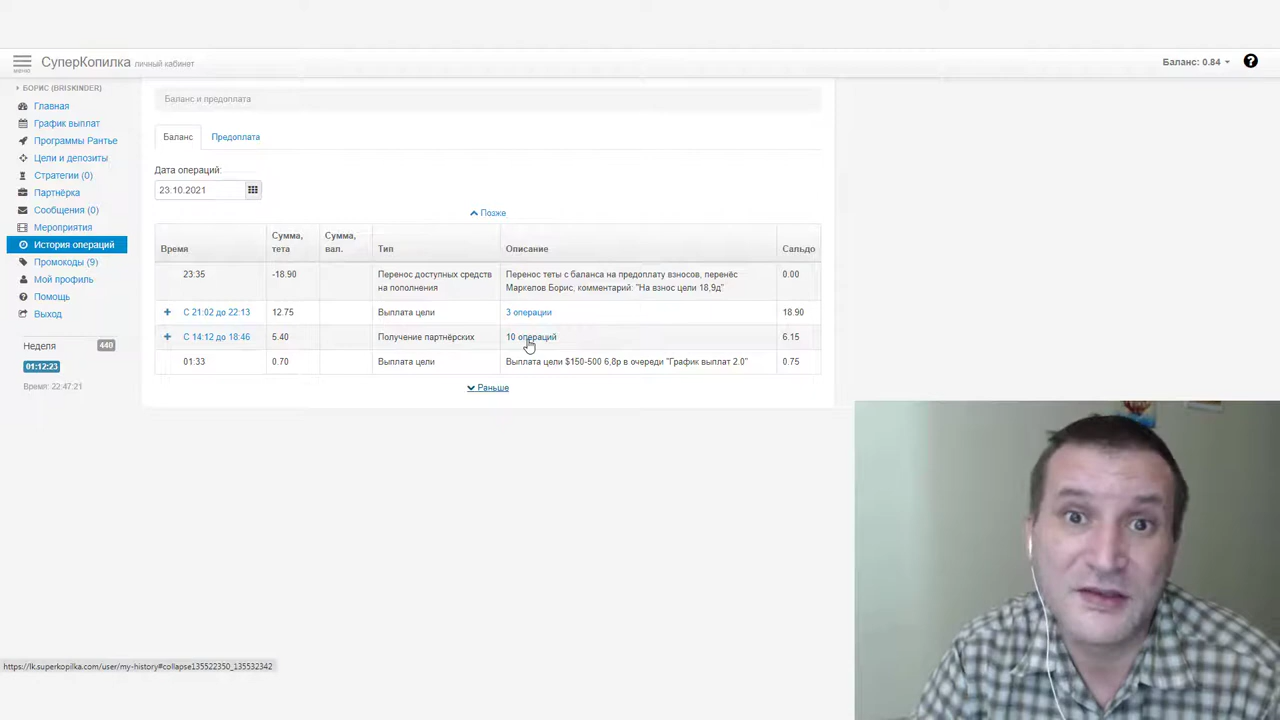 СуперКопилка личный кабинет
Баланс: 0.84
меню
БОРИС (BRISKINDER)
Главная
График выплат
Программы Рантье
Цели и депозиты
Стратегии (0)
Партнёрка
Сообщения (0)
Мероприятия
История операций
Промокоды (9)
Мой профиль
Помощь
Выход
Неделя 440
01:12:23
Время: 22:47:21
Баланс и предоплата
Баланс Предоплата
Дата операций:
23.10.2021
Позже
Время Сумма, тета Сумма, вал. Тип Описание Сальдо
23:35 -18.90 Перенос доступных средств Перенос теты с баланса на предоплату взносов, перенёс 0.00
на пополнения Маркелов Борис, комментарий: "На взнос цели 18,9д"
С 21:02 до 22:13 12.75 Выплата цели 3 операции 18.90
С 14:12 до 18:46 5.40 Получение партнёрских 10 операций 6.15
01:33 0.70 Выплата цели Выплата цели $150-500 6,8р в очереди "График выплат 2.0" 0.75
Раньше
https://lk.superkopilka.com/user/my-history#collapse135522350_135532342